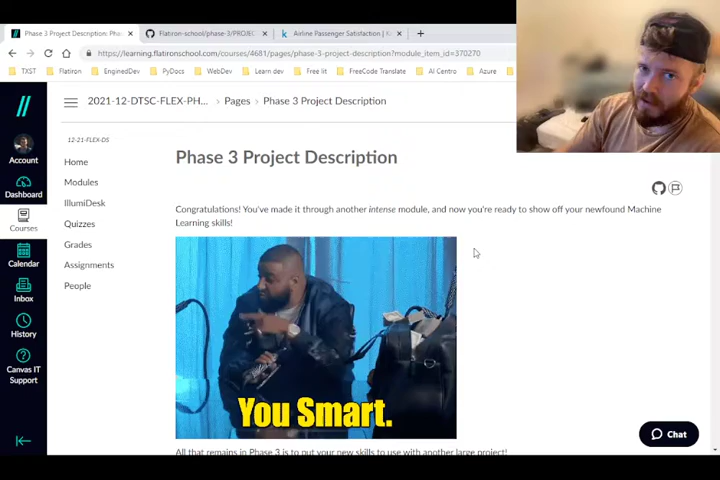 Phase 3 Project Description: Pha
Flatiron-school/phase-3/PROJEC
Airline Passenger Satisfaction | K
https://learning.flatironschool.com/courses/4681/pages/phase-3-project-description?module_item_id=370270
TXST
Flatiron
EngineedDev
PyDocs
WebDev
Learn dev
Free lit
FreeCode Translate
AI Centro
Azure
2021-12-DTSC-FLEX-PH...
Pages
Phase 3 Project Description
12-21-FLEX-DS
Account
Dashboard
Courses
Calendar
Inbox
History
Canvas IT
Support
Home
Modules
IllumiDesk
Quizzes
Grades
Assignments
People
Phase 3 Project Description
Congratulations! You've made it through another intense module, and now you're ready to show off your newfound Machine
Learning skills!
You Smart.
All that remains in Phase 3 is to put your new skills to use with another large project!
Chat